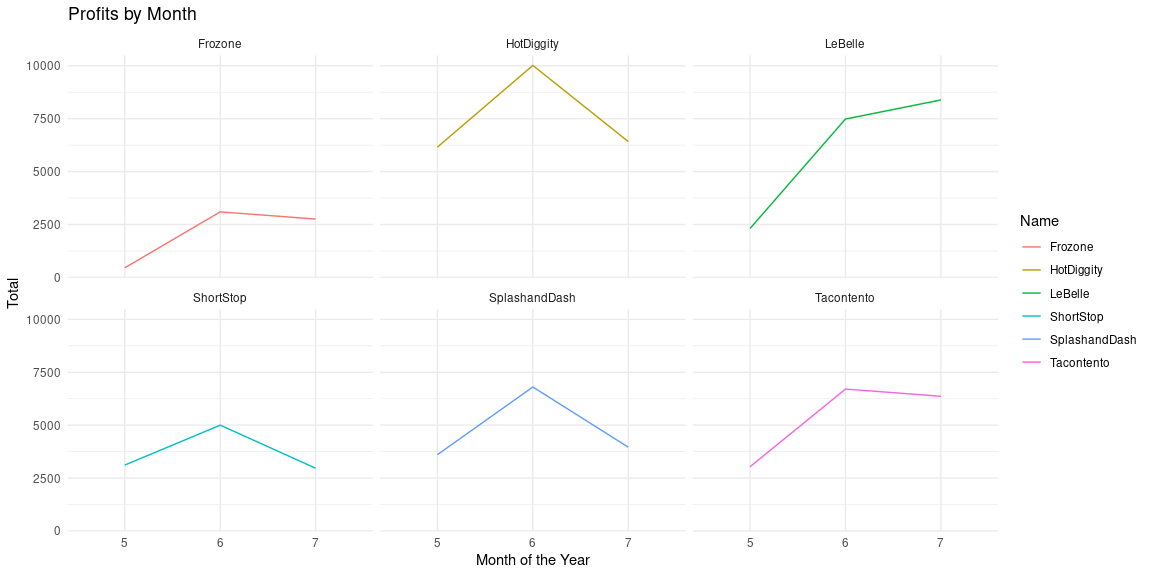 Profits by Month
Frozone HotDiggity LeBelle
10000
7500
5000
2500
0
ShortStop SplashandDash Tacontento
10000
7500
5000
2500
0
5 6 7 5 6 7 5 6 7
Month of the Year
Total
Name
Frozone
HotDiggity
LeBelle
ShortStop
SplashandDash
Tacontento